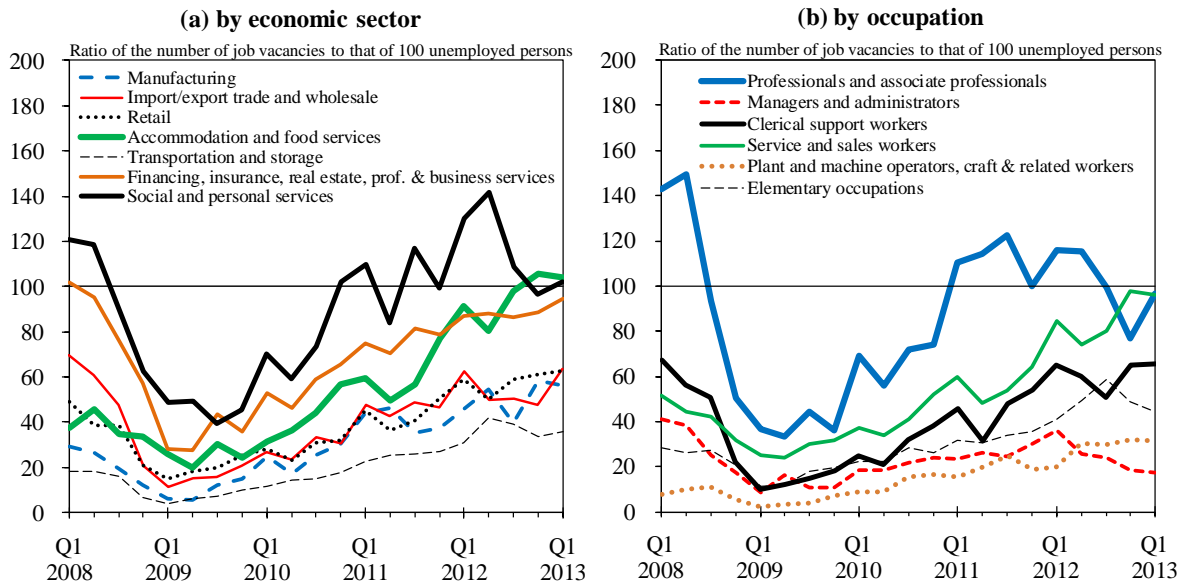 (a) by economic sector
Ratio of the number of job vacancies to that of 100 unemployed persons
200
180
160
140
120
100
80
60
40
20
0
Manufacturing
Import/export trade and wholesale
Retail
Accommodation and food services
Transportation and storage
Financing, insurance, real estate, prof. & business services
Social and personal services
Q1 Q1 Q1 Q1 Q1 Q1
2008 2009 2010 2011 2012 2013
(b) by occupation
Ratio of the number of job vacancies to that of 100 unemployed persons
200
180
160
140
120
100
80
60
40
20
0
Professionals and associate professionals
Managers and administrators
Clerical support workers
Service and sales workers
Plant and machine operators, craft & related workers
Elementary occupations
Q1 Q1 Q1 Q1 Q1 Q1
2008 2009 2010 2011 2012 2013